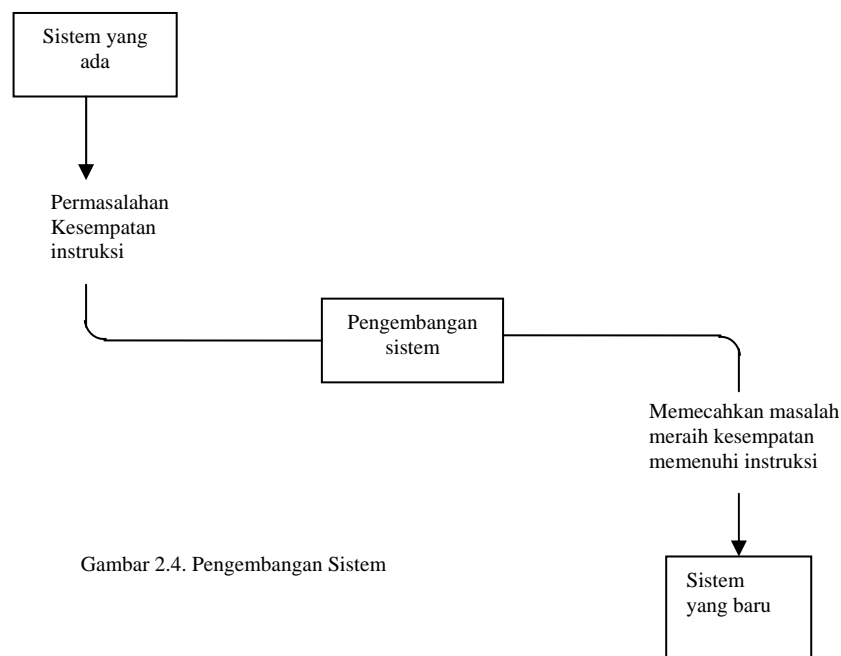 Sistem yang
ada
Permasalahan
Kesempatan
instruksi
Pengembangan
sistem
Memecahkan masalah
meraih kesempatan
memenuhi instruksi
Gambar 2.4. Pengembangan Sistem
Sistem
yang baru